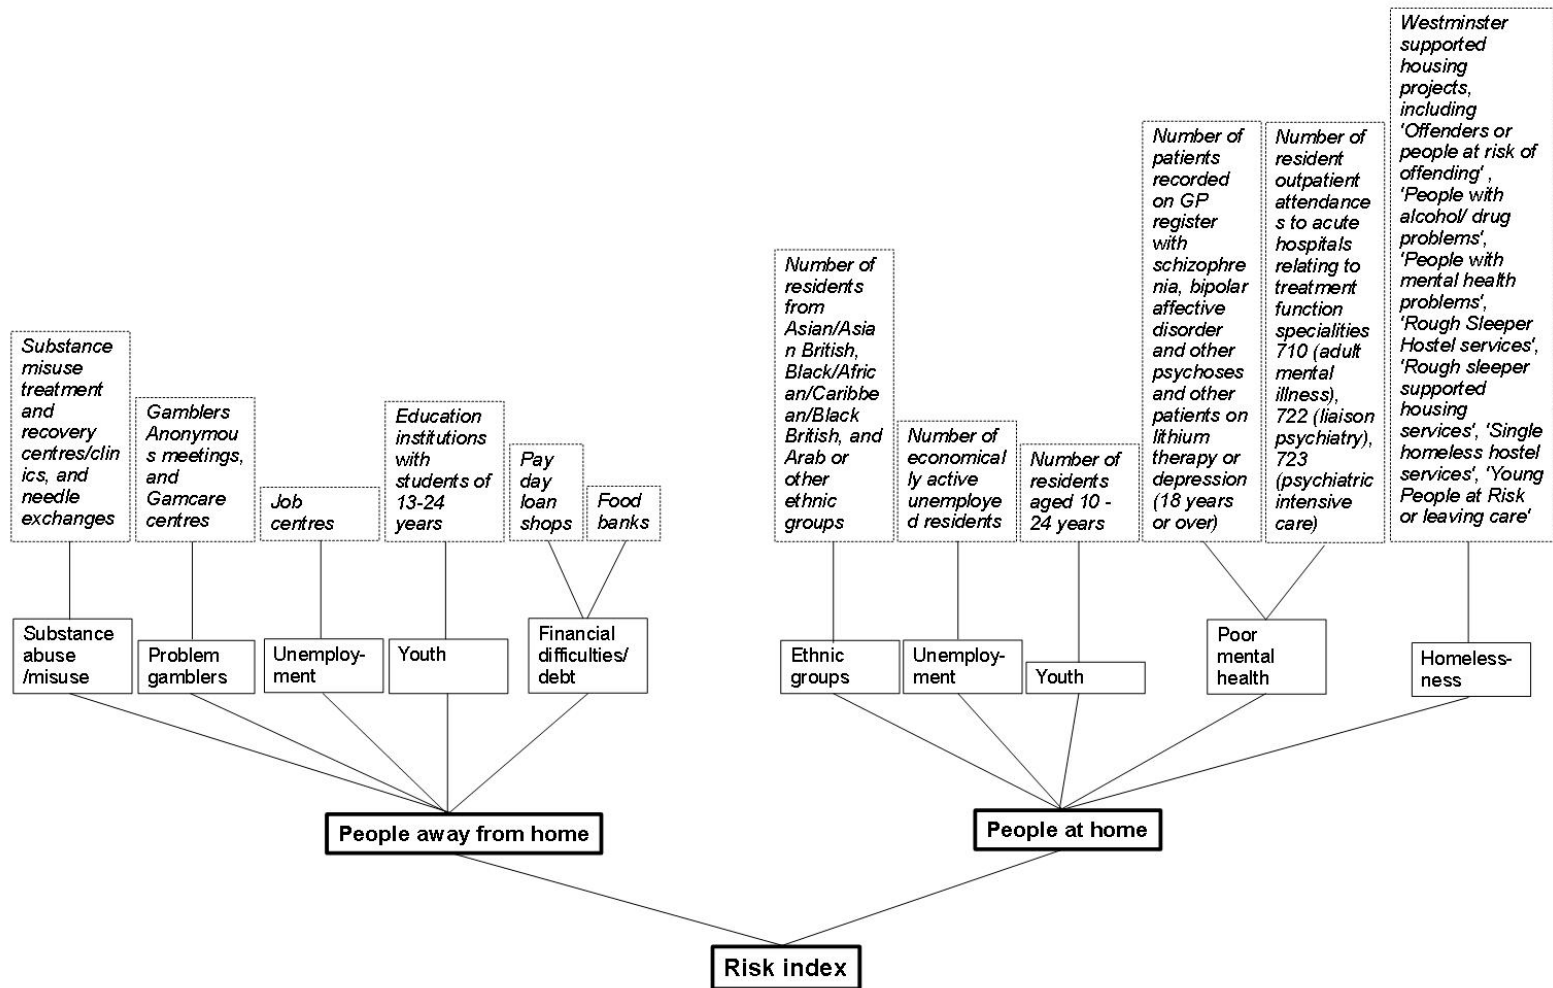 Substance
misuse
treatment
and
recovery
centres/clin
ics, and
needle
exchanges
Gamblers
Anonymou
s meetings,
and
Gamcare
centres
Job
centres
Education
institutions
with
students of
13-24
years
Pay
day
loan
shops
Food
banks
Number of
residents
from
Asian/Asia
n British,
Black/Afric
an/Caribbe
an/Black
British, and
Arab or
other
ethnic
groups
Number of
economical
ly active
unemploye
d residents
Number of
residents
aged 10 -
24 years
Number of
patients
recorded
on GP
register
with
schizophre
nia, bipolar
affective
disorder
and other
psychoses
and other
patients on
lithium
therapy or
depression
(18 years
or over)
Number of
resident
outpatient
attendance
s to acute
hospitals
relating to
treatment
function
specialities
710 (adult
mental
illness),
722 (liaison
psychiatry),
723
(psychiatric
intensive
care)
Westminster
supported
housing
projects,
including
'Offenders or
people at risk of
offending' ,
'People with
alcohol/ drug
problems',
'People with
mental health
problems',
'Rough Sleeper
Hostel services',
'Rough sleeper
supported
housing
services', 'Single
homeless hostel
services', 'Young
People at Risk
or leaving care'
Substance
abuse
/misuse
Problem
gamblers
Unemploy-
ment
Youth
Financial
difficulties/
debt
Ethnic
groups
Unemploy-
ment
Youth
Poor
mental
health
Homeless-
ness
People away from home
People at home
Risk index